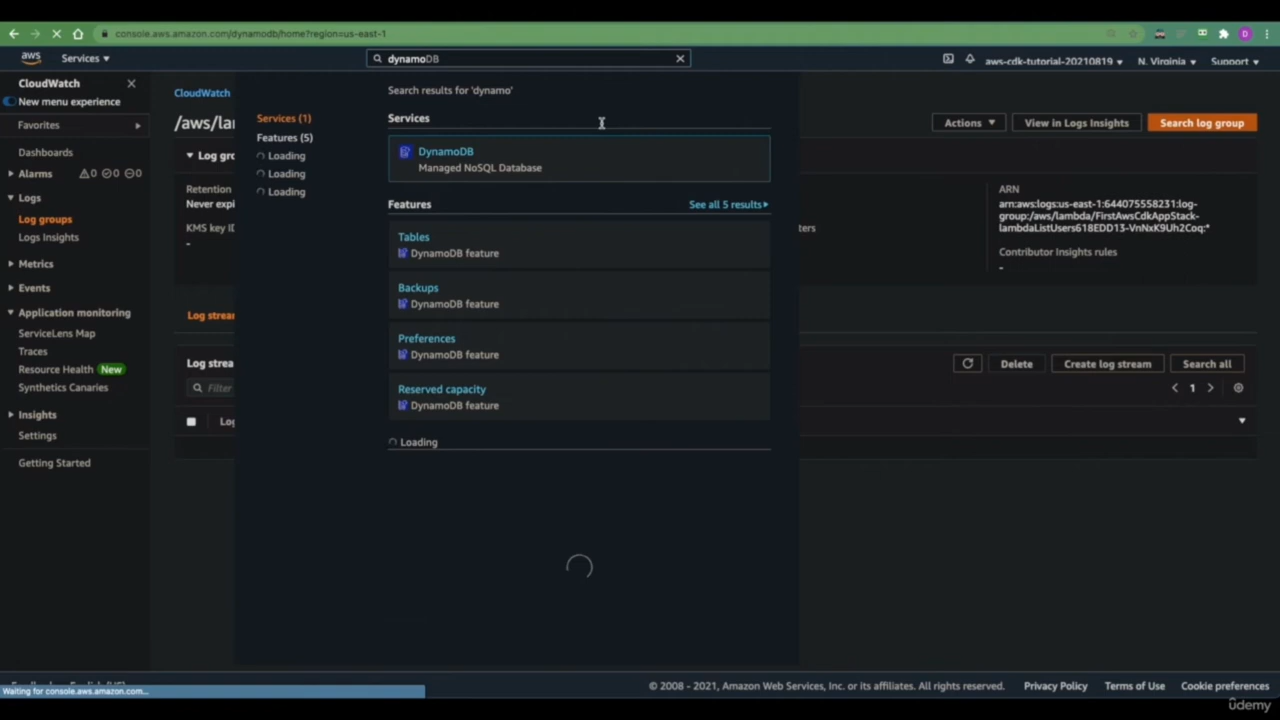 console.aws.amazon.com/dynamodb/home?region=us-east-1
aws
Services
dynamoDB
aws-cdk-tutorial-20210819
N. Virginia
Support
CloudWatch
New menu experience
Favorites
Dashboards
Alarms
0
0
0
Logs
Log groups
Logs Insights
Metrics
Events
Application monitoring
ServiceLens Map
Traces
Resource Health New
Synthetics Canaries
Insights
Settings
Getting Started
CloudWatch
/aws/la
Log gro
Retention
Never expi
KMS key ID
-
Log strea
Log strea
Filter
Lo
Search results for 'dynamo'
Services (1)
Features (5)
Loading
Loading
Loading
Services
DynamoDB
Managed NoSQL Database
Features
See all 5 results
Tables
DynamoDB feature
Backups
DynamoDB feature
Preferences
DynamoDB feature
Reserved capacity
DynamoDB feature
Loading
Actions
View in Logs Insights
Search log group
ters
ARN
arn:aws:logs:us-east-1:644075558231:log-
group:/aws/lambda/FirstAwsCdkAppStack-
lambdaListUsers618EDD13-VnNxK9Uh2Coq:*
Contributor Insights rules
-
Delete
Create log stream
Search all
1
Waiting for console.aws.amazon.com...
© 2008 - 2021, Amazon Web Services, Inc. or its affiliates. All rights reserved.
Privacy Policy
Terms of Use
Cookie preferences
ûdemy